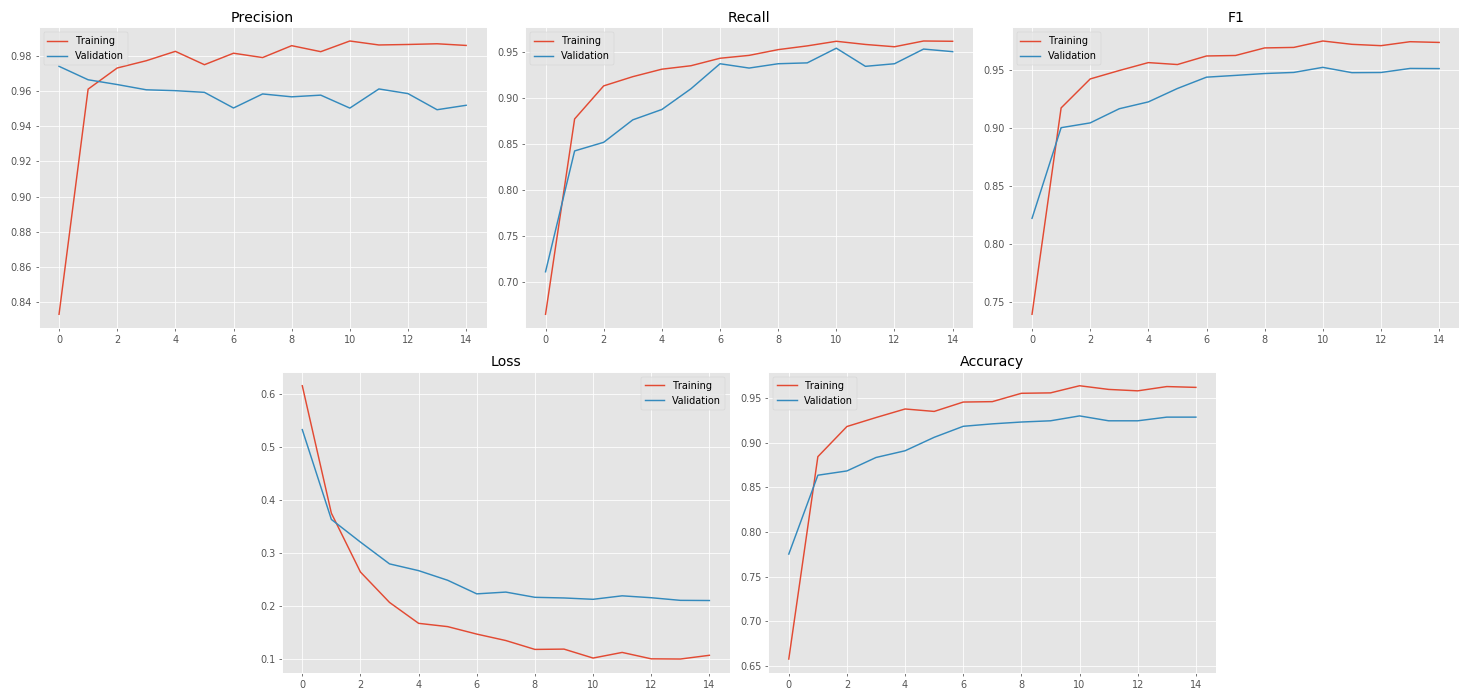 Precision
Training
Validation
0.98
0.96
0.94
0.92
0.90
0.88
0.86
0.84
0 2 4 6 8 10 12 14
Recall
Training
Validation
0.95
0.90
0.85
0.80
0.75
0.70
0 2 4 6 8 10 12 14
F1
Training
Validation
0.95
0.90
0.85
0.80
0.75
0 2 4 6 8 10 12 14
Loss
Training
Validation
0.6
0.5
0.4
0.3
0.2
0.1
0 2 4 6 8 10 12 14
Accuracy
Training
Validation
0.95
0.90
0.85
0.80
0.75
0.70
0.65
0 2 4 6 8 10 12 14